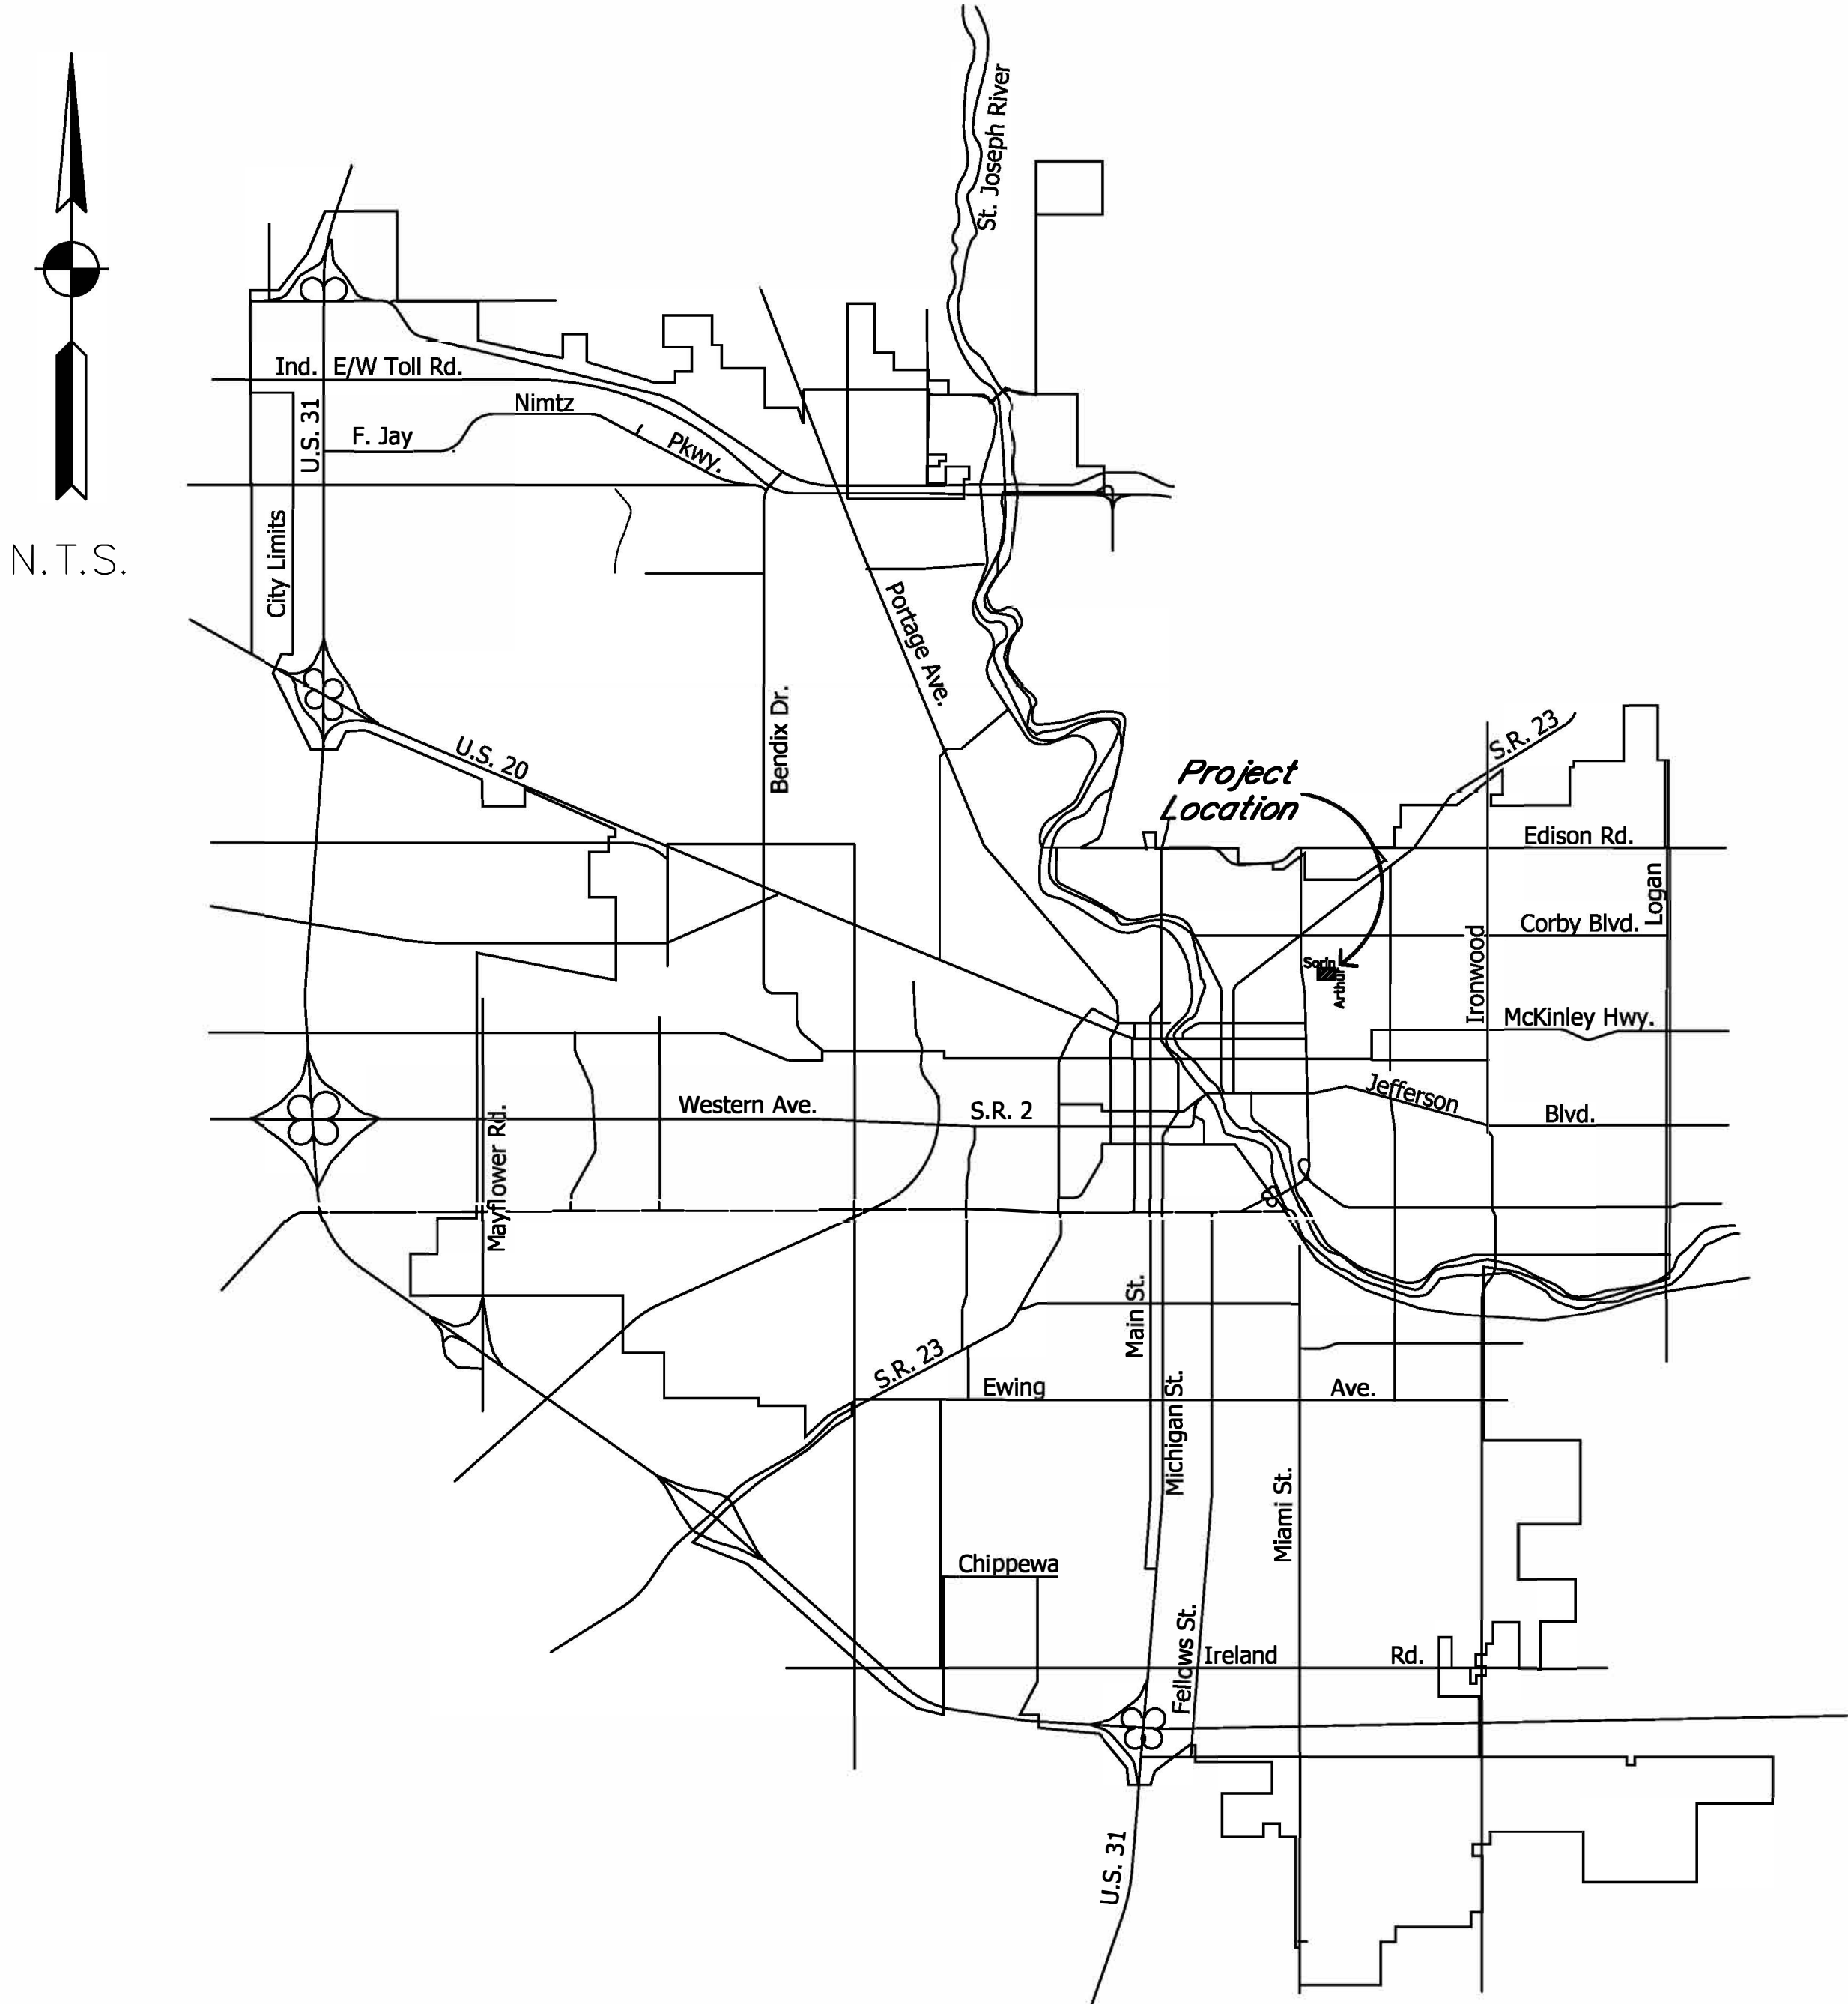 St. Joseph River
Ind. E/W Toll Rd.
U.S. 31
Nimtz
F. Jay
Pkwy.
City Limits
N.T.S.
Portage Ave.
Bendix Dr.
U.S. 20
S.R. 23
Project
Location
Edison Rd.
Logan
Corby Blvd.
Ironwood
Sorin
Arthur
McKinley Hwy.
Jefferson
Blvd.
Western Ave.
S.R. 2
Mayflower Rd.
Main St.
S.R. 23
Ewing
Ave.
Michigan St.
Miami St.
Chippewa
Fellows St.
Ireland
Rd.
U.S. 31